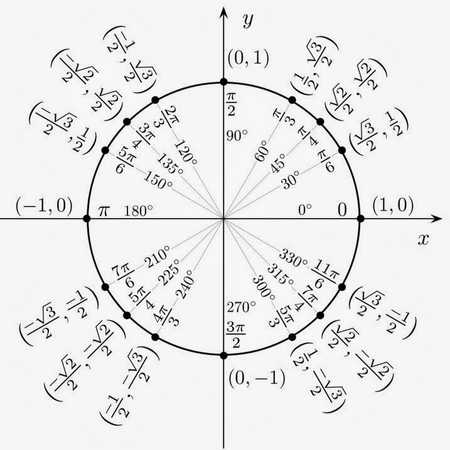 y
(0, 1)
(-1/2, √3/2)
(-√2/2, √2/2)
(-√3/2, 1/2)
(1/2, √3/2)
(√2/2, √2/2)
(√3/2, 1/2)
π/2
90°
2π/3
120°
3π/4
135°
5π/6
150°
π/3
60°
π/4
45°
π/6
30°
(-1, 0)
π
180°
0°
0
(1, 0)
x
7π/6
210°
5π/4
225°
4π/3
240°
270°
3π/2
330°
11π/6
315°
7π/4
300°
5π/3
(-√3/2, -1/2)
(-√2/2, -√2/2)
(-1/2, -√3/2)
(0, -1)
(√3/2, -1/2)
(√2/2, -√2/2)
(1/2, -√3/2)